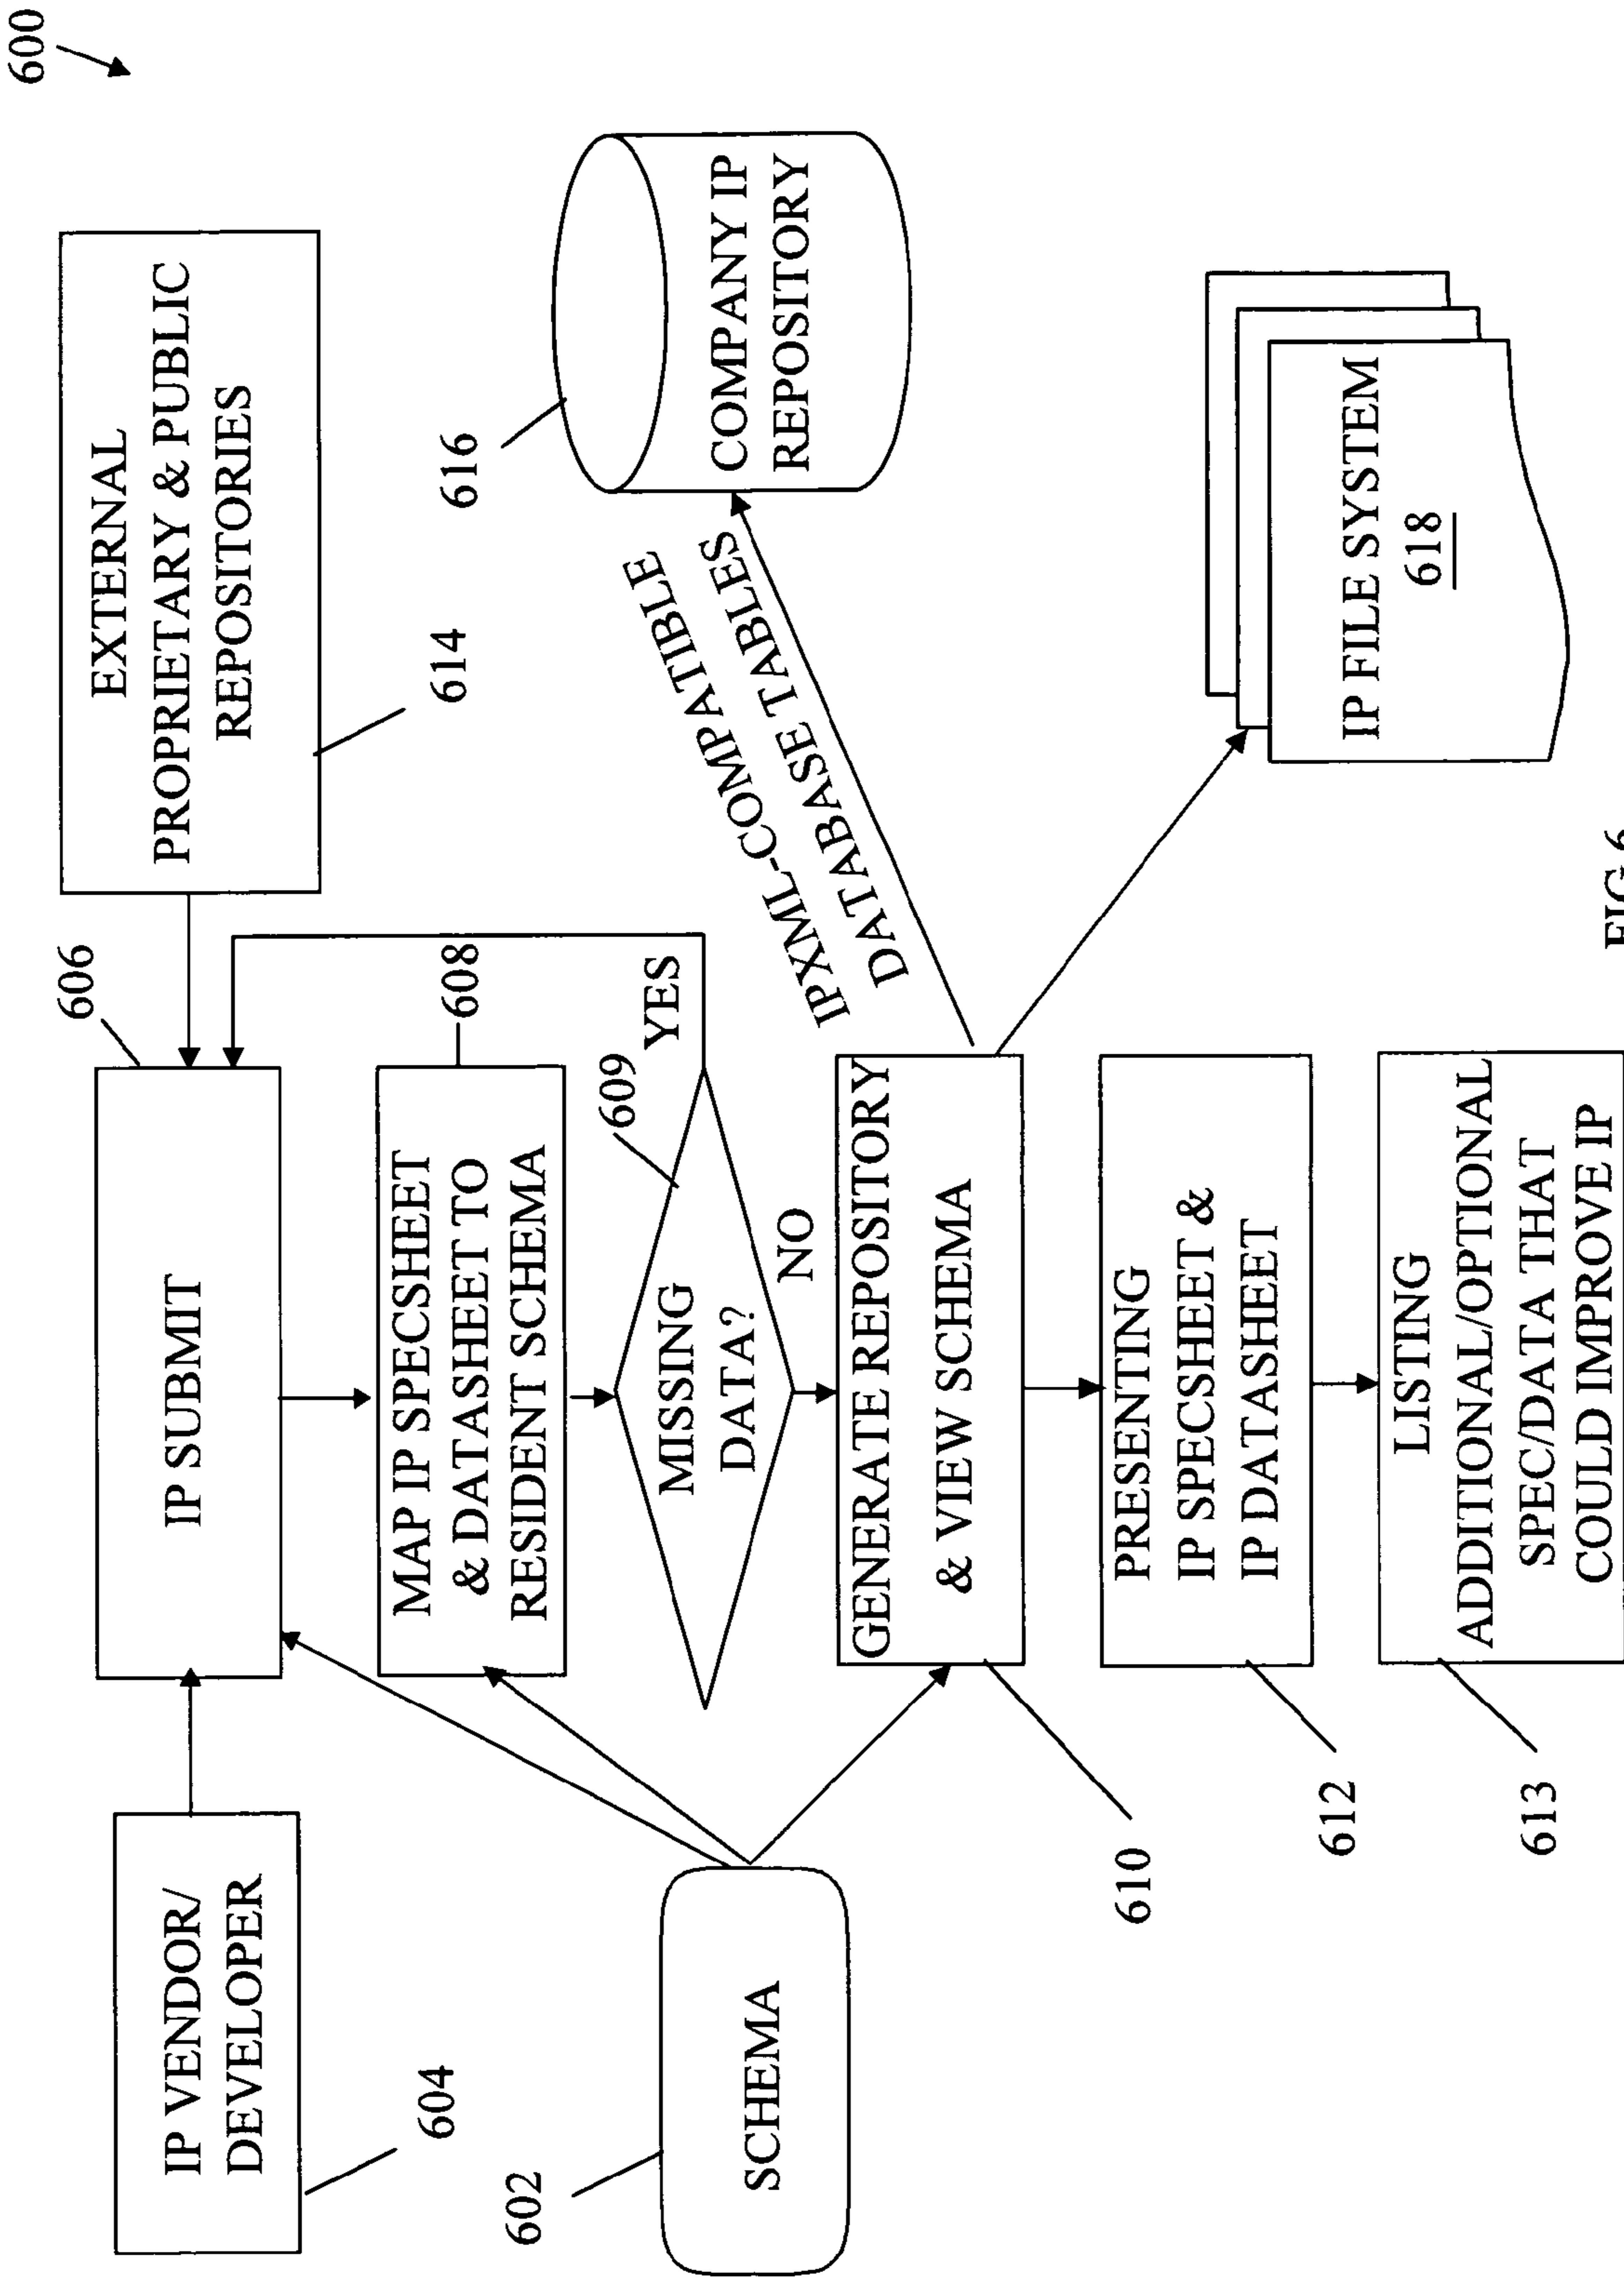 600
IP VENDOR/
DEVELOPER
604
IP SUBMIT
606
EXTERNAL
PROPRIETARY & PUBLIC
REPOSITORIES
614
SCHEMA
602
MAP IP SPECSHEET
& DATASHEET TO
RESIDENT SCHEMA
608
MISSING
DATA?
609
YES
NO
GENERATE REPOSITORY
& VIEW SCHEMA
610
IPXML-COMPATIBLE
DATABASE TABLES
COMPANY IP
REPOSITORY
616
PRESENTING
IP SPECSHEET &
IP DATASHEET
612
IP FILE SYSTEM
618
LISTING
ADDITIONAL/OPTIONAL
SPEC/DATA THAT
COULD IMPROVE IP
613
FIG 6